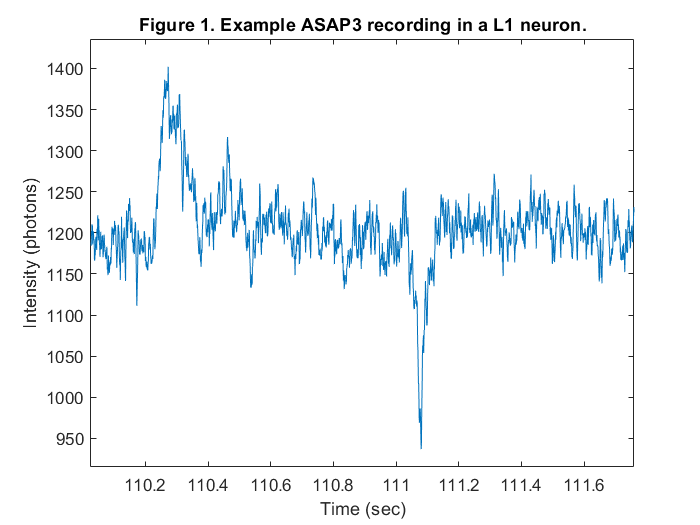 Figure 1. Example ASAP3 recording in a L1 neuron.
1400
1350
1300
1250
1200
1150
1100
1050
1000
950
Intensity (photons)
110.2 110.4 110.6 110.8 111 111.2 111.4 111.6
Time (sec)